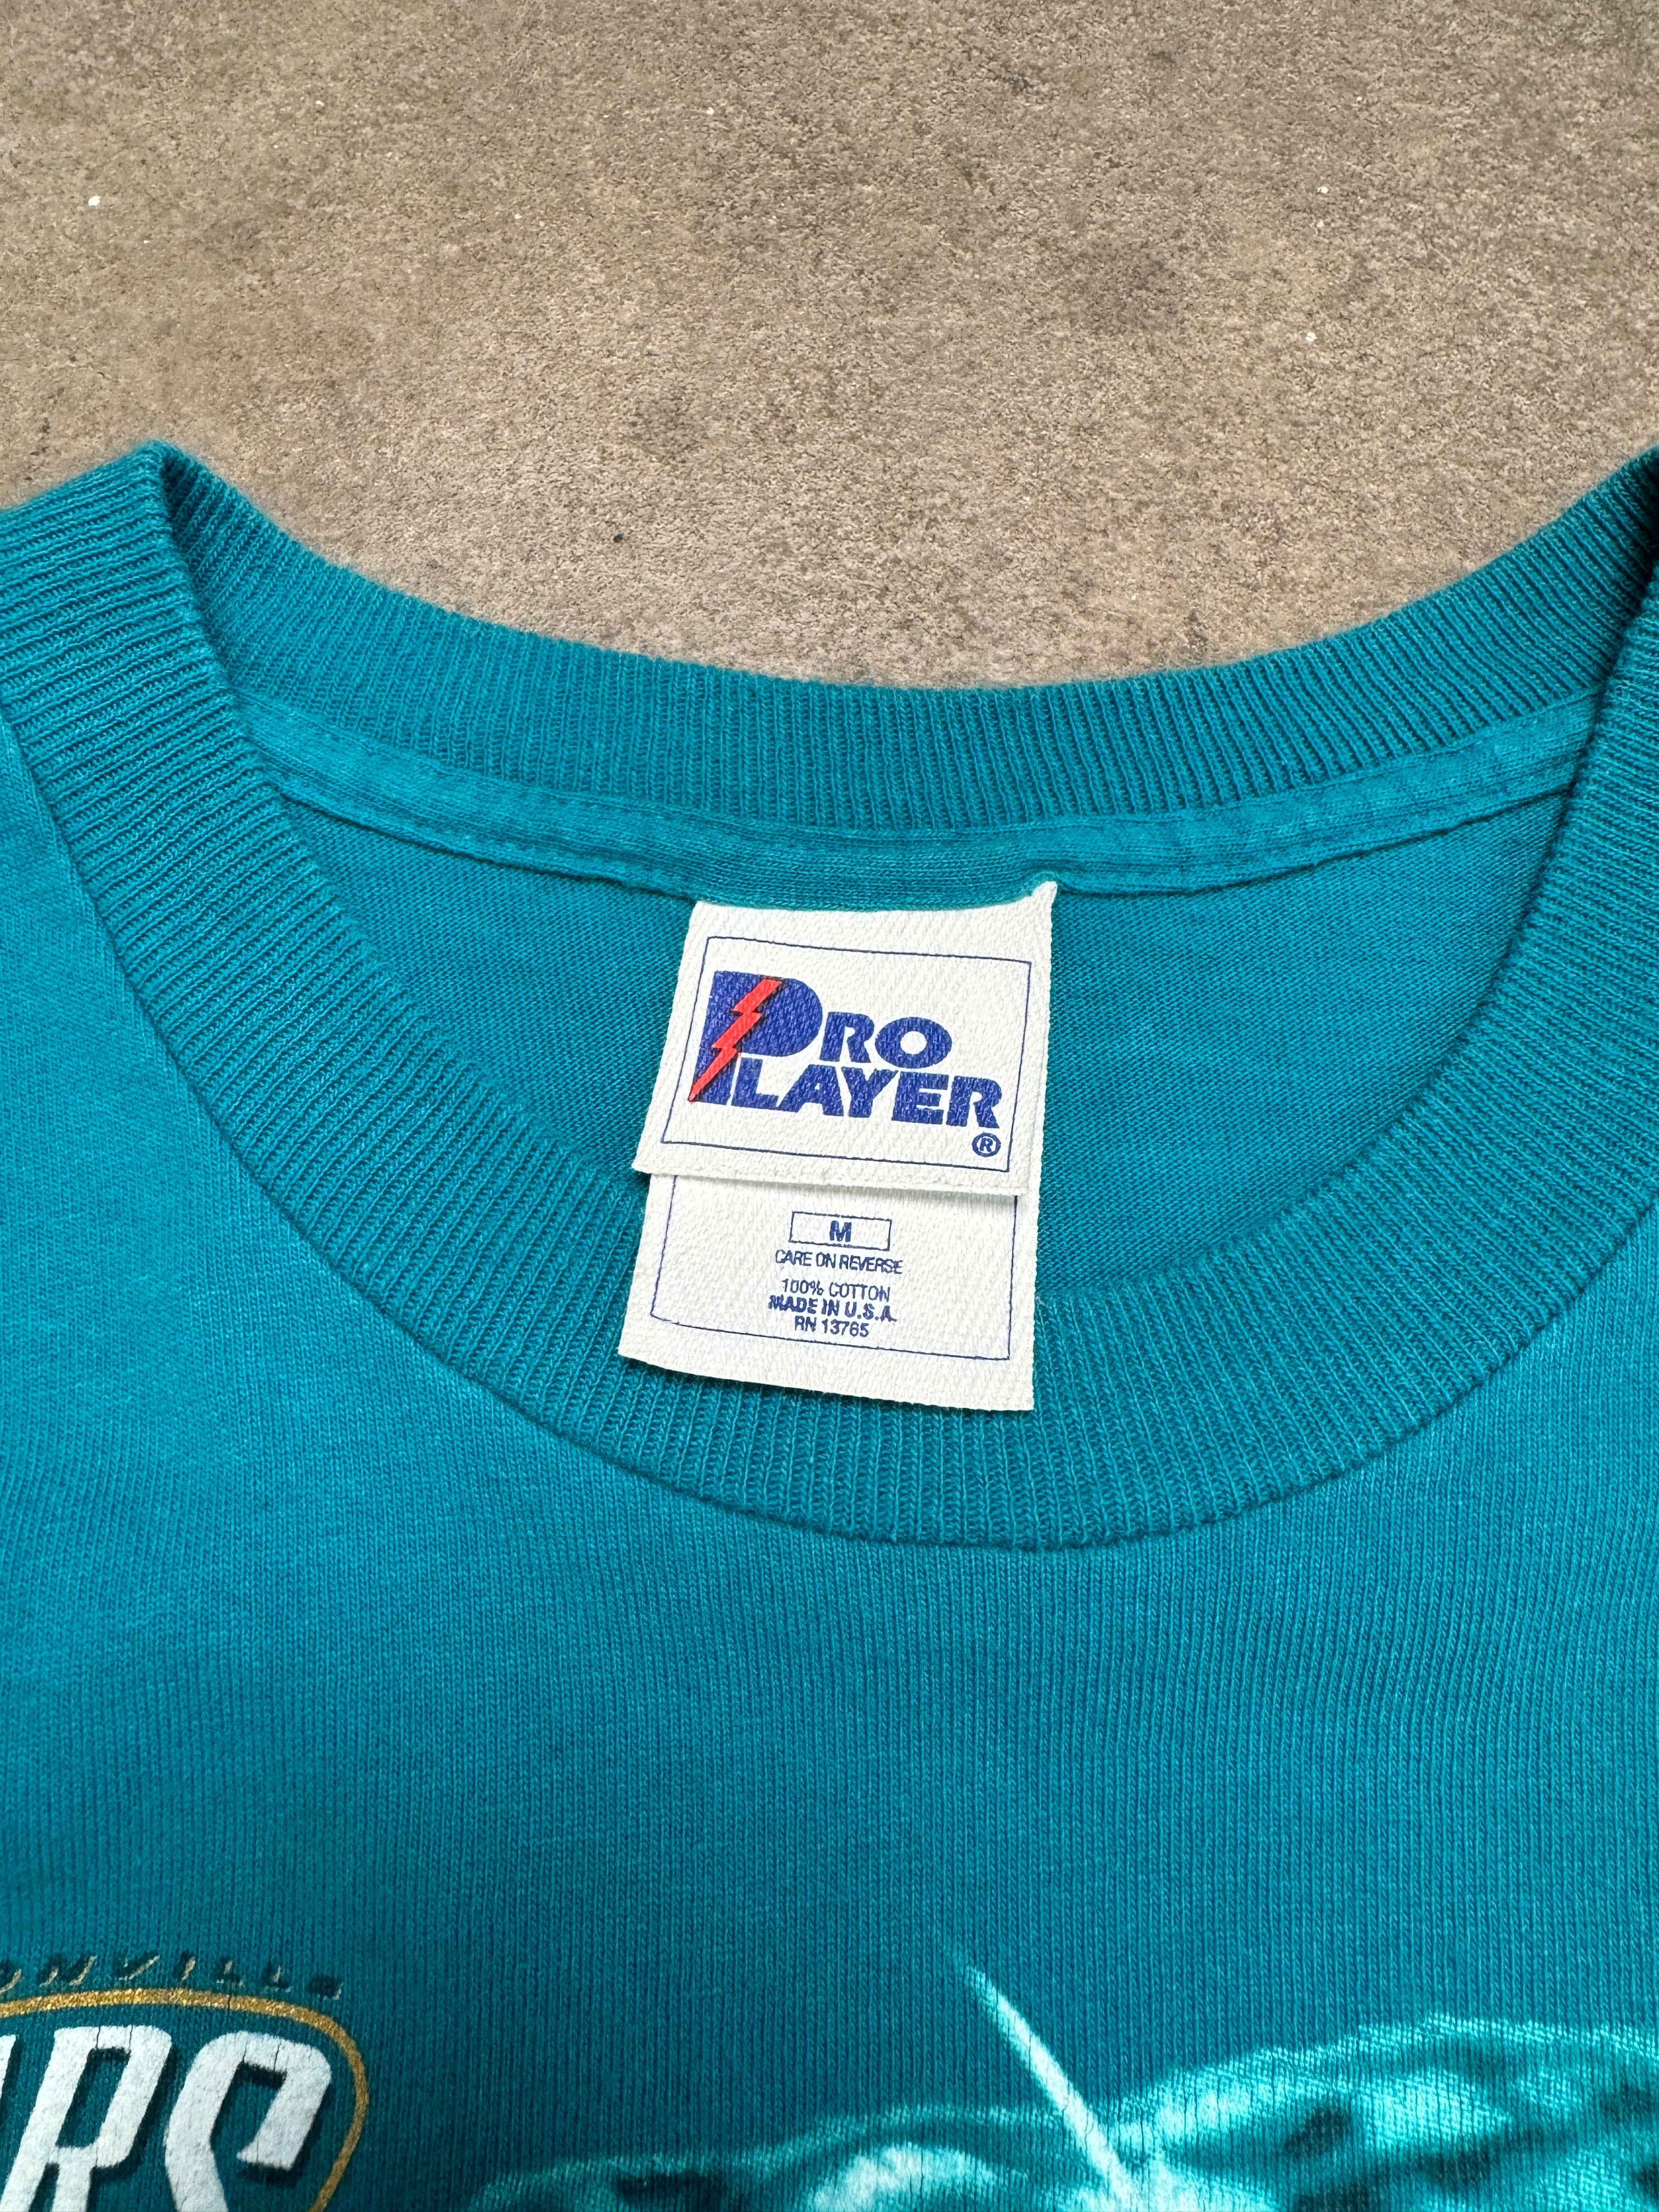 PRO
PLAYER
®
M
CARE ON REVERSE
100% COTTON
MADE IN U.S.A.
RN 13765